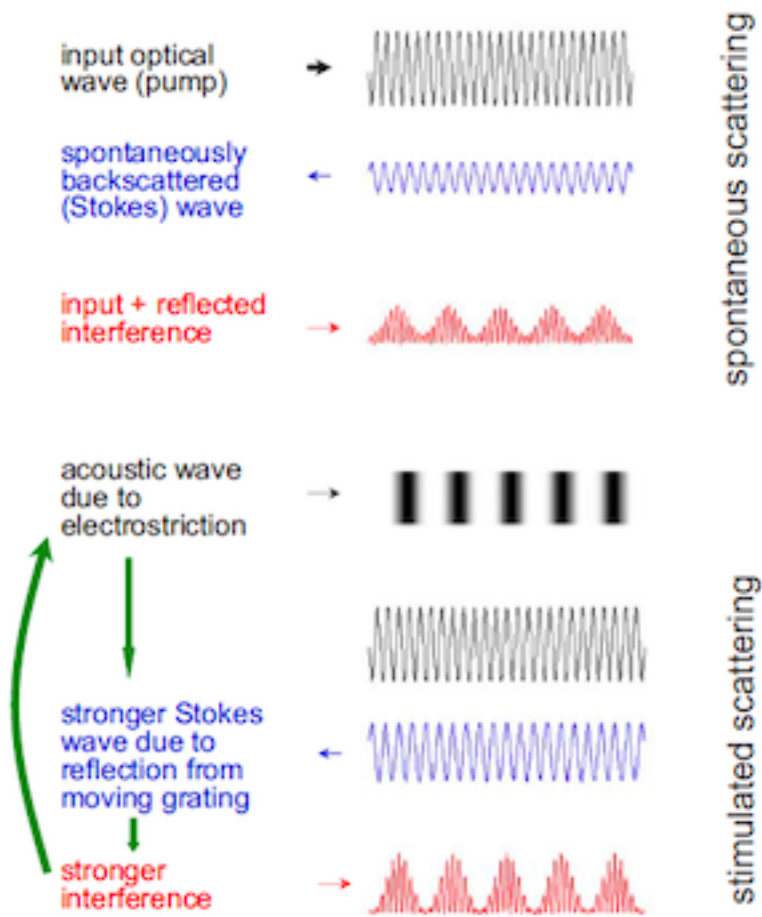 input optical
wave (pump)
spontaneously
backscattered
(Stokes) wave
input + reflected
interference
spontaneous scattering
acoustic wave
due to
electrostriction
stronger Stokes
wave due to
reflection from
moving grating
stronger
interference
stimulated scattering